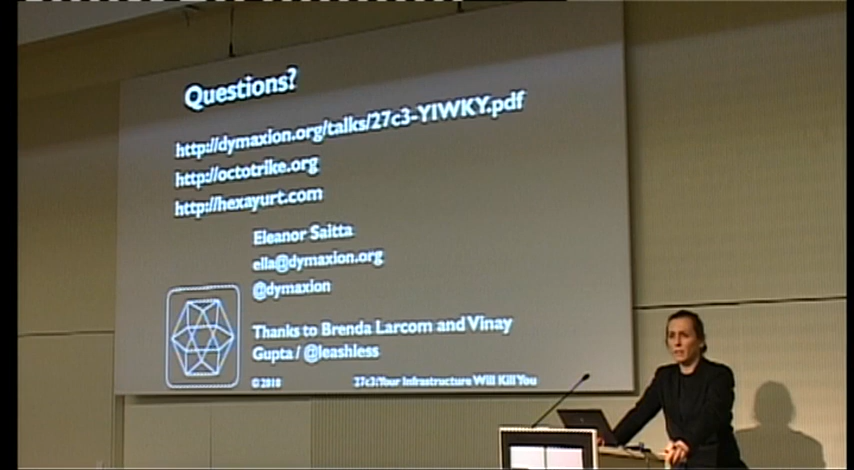 Questions?
http://dymaxion.org/talks/27c3-YIWKY.pdf
http://octotrike.org
http://hexayurt.com
Eleanor Saitta
ella@dymaxion.org
@dymaxion
Thanks to Brenda Larcom and Vinay
Gupta / @leashless
© 2010 27c3: Your Infrastructure Will Kill You